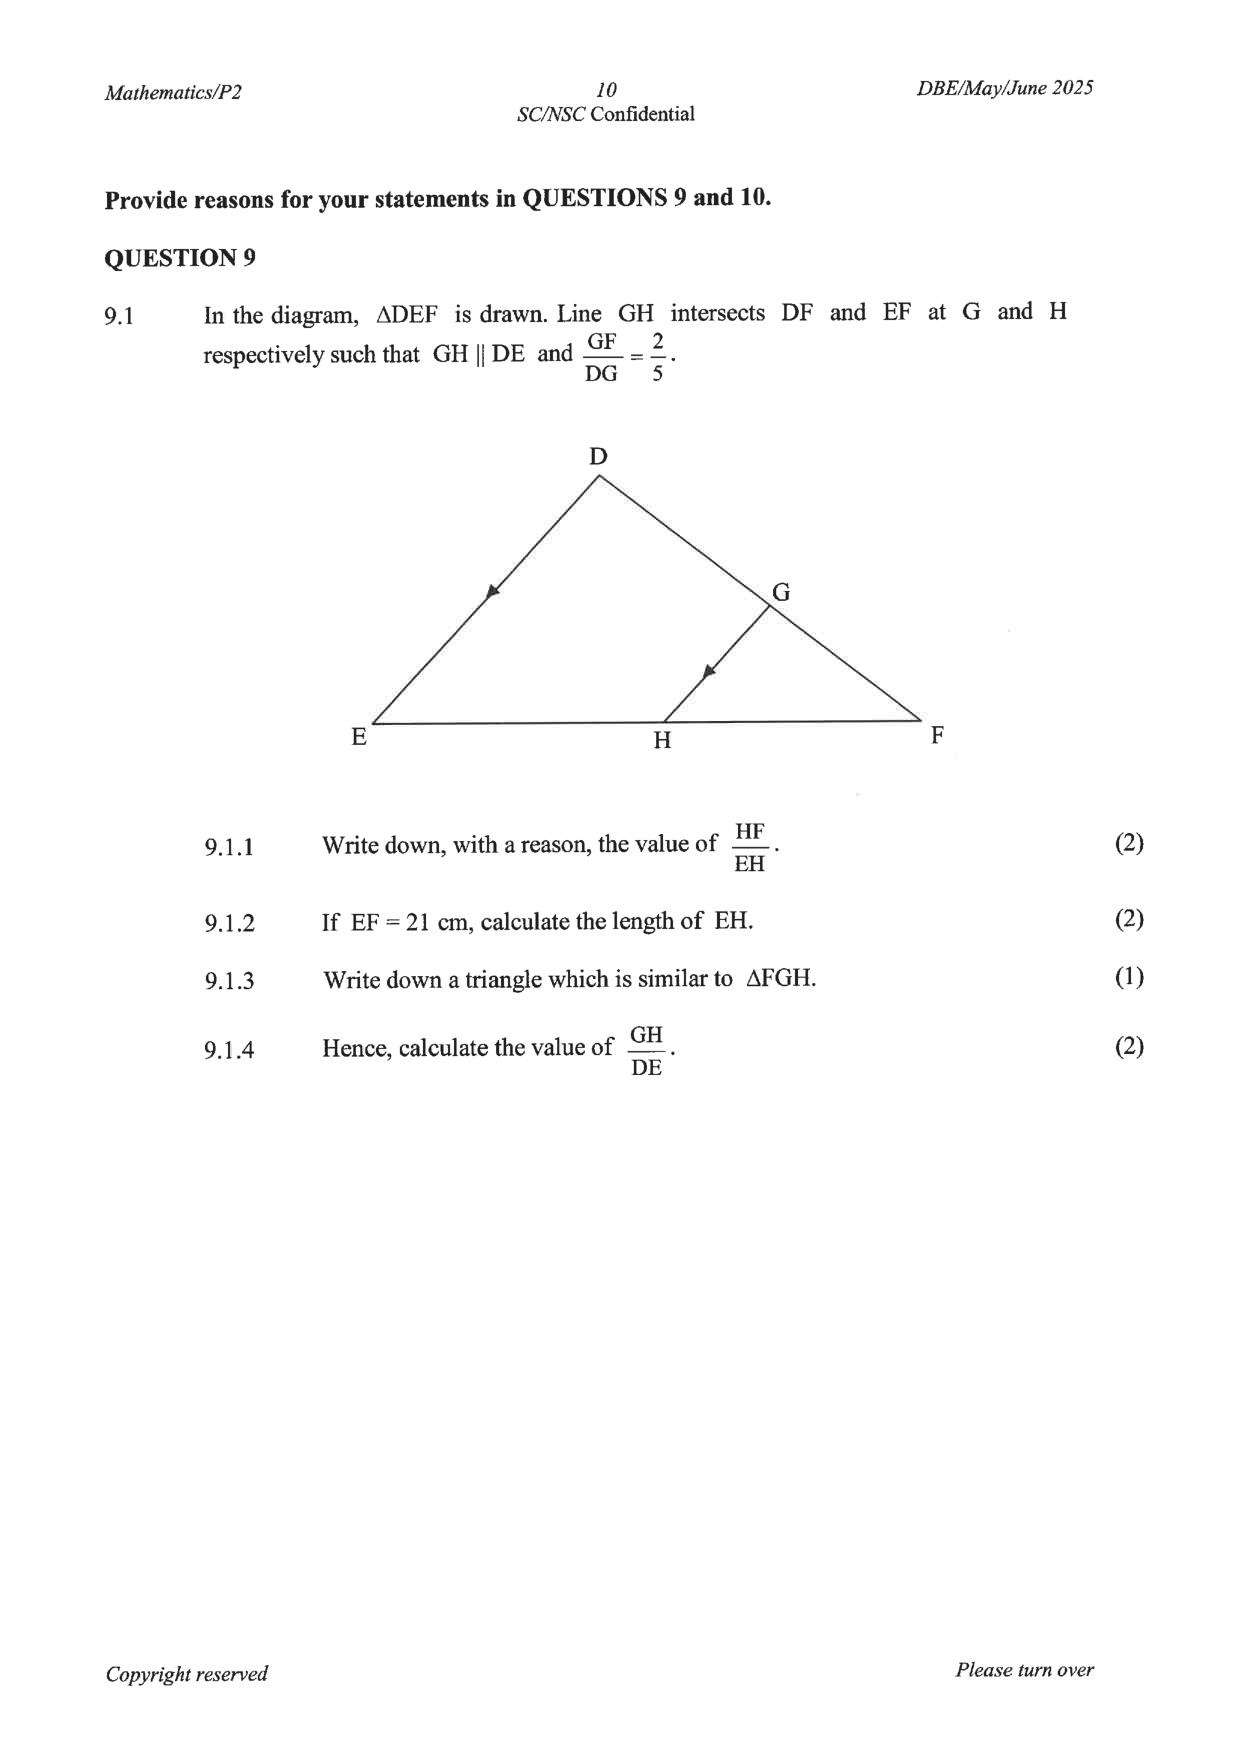 Mathematics/P2
10
DBE/May/June 2025
SC/NSC Confidential
Provide reasons for your statements in QUESTIONS 9 and 10.
QUESTION 9
9.1 In the diagram, ΔDEF is drawn. Line GH intersects DF and EF at G and H
respectively such that GH || DE and GF/DG = 2/5.
D
G
E
H
F
9.1.1 Write down, with a reason, the value of HF/EH. (2)
9.1.2 If EF = 21 cm, calculate the length of EH. (2)
9.1.3 Write down a triangle which is similar to ΔFGH. (1)
9.1.4 Hence, calculate the value of GH/DE. (2)
Copyright reserved
Please turn over